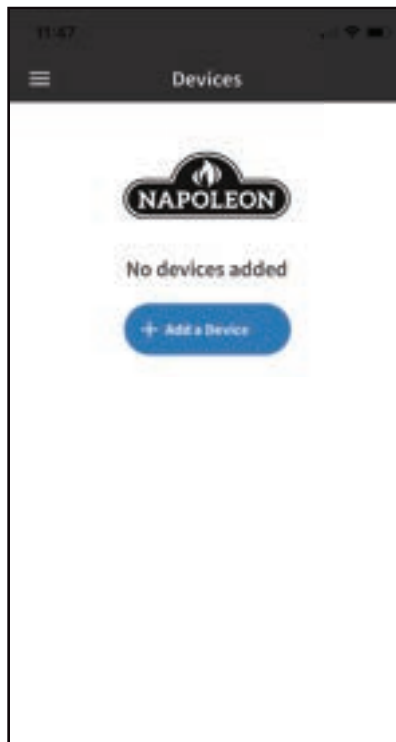 11:47
Devices
NAPOLEON
No devices added
+ Add a Device